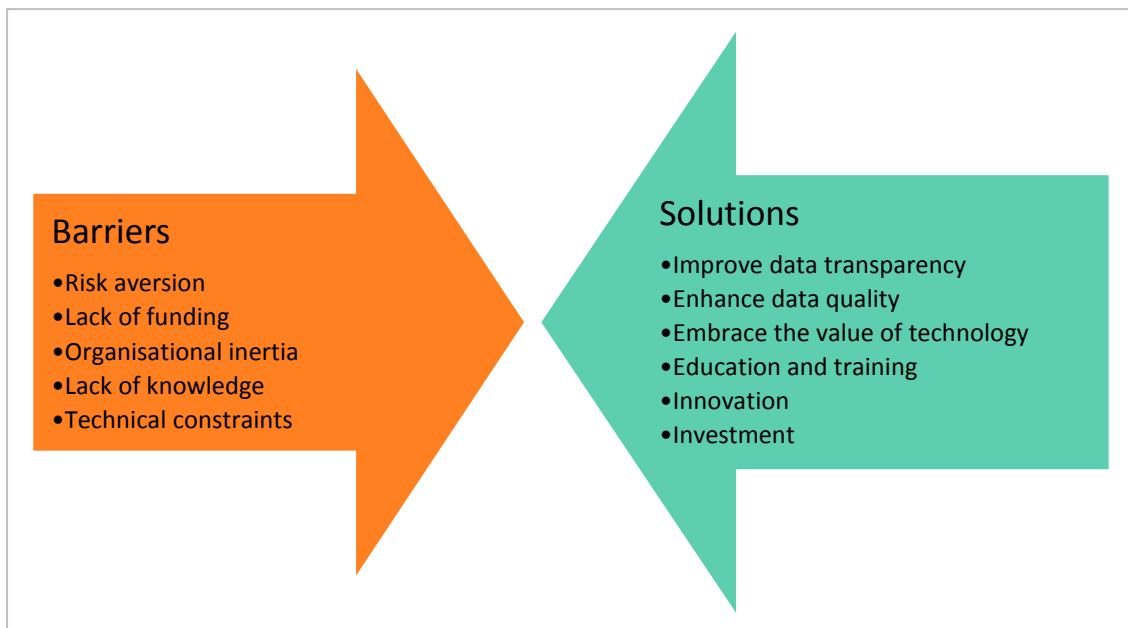 Barriers
•Risk aversion
•Lack of funding
•Organisational inertia
•Lack of knowledge
•Technical constraints
Solutions
•Improve data transparency
•Enhance data quality
•Embrace the value of technology
•Education and training
•Innovation
•Investment